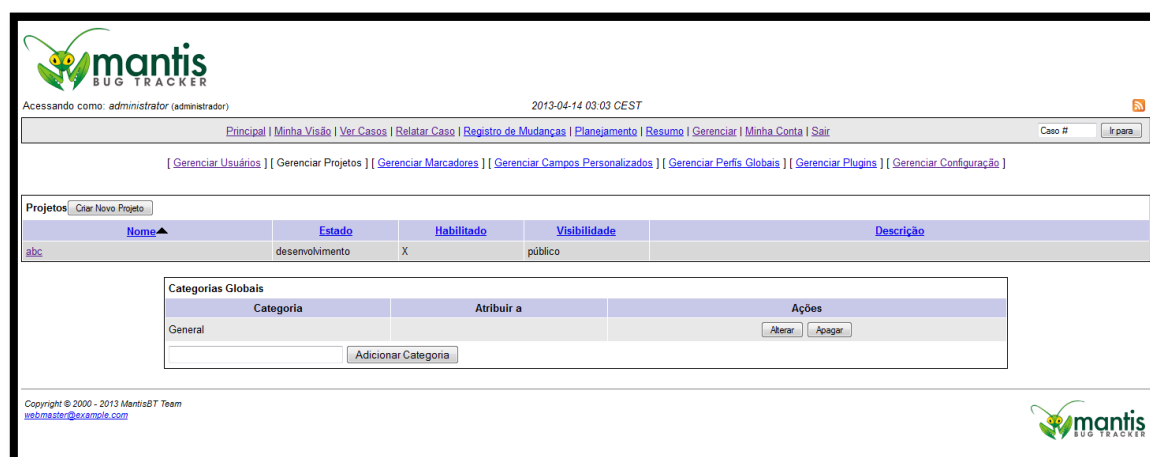 mantis
BUG TRACKER
Acessando como: administrator (administrador) 2013-04-14 03:03 CEST
Principal | Minha Visão | Ver Casos | Relatar Caso | Registro de Mudanças | Planejamento | Resumo | Gerenciar | Minha Conta | Sair Caso # Ir para
[ Gerenciar Usuários ] [ Gerenciar Projetos ] [ Gerenciar Marcadores ] [ Gerenciar Campos Personalizados ] [ Gerenciar Perfís Globais ] [ Gerenciar Plugins ] [ Gerenciar Configuração ]
Projetos Criar Novo Projeto
Nome Estado Habilitado Visibilidade Descrição
abc desenvolvimento X público
Categorias Globais
Categoria Atribuir a Ações
General Alterar Apagar
Adicionar Categoria
Copyright © 2000 - 2013 MantisBT Team
webmaster@example.com
mantis
BUG TRACKER